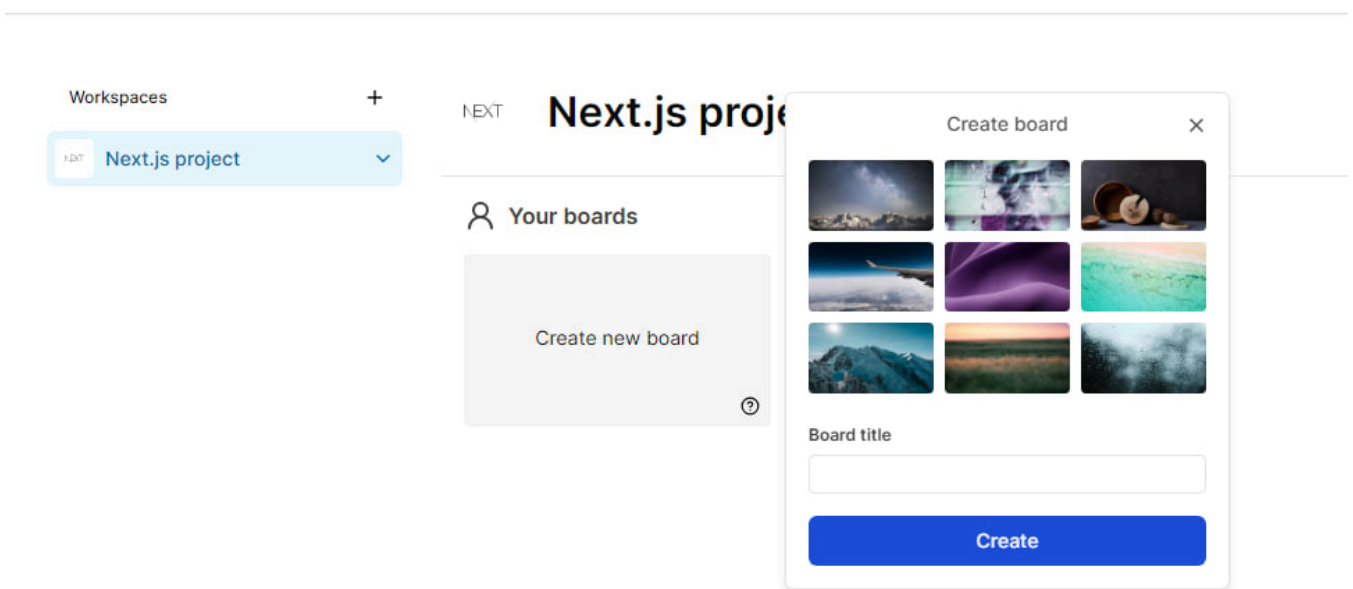 Workspaces
NEXT
Next.js project
NEXT
Next.js proje
Your boards
Create new board
Create board
Board title
Create